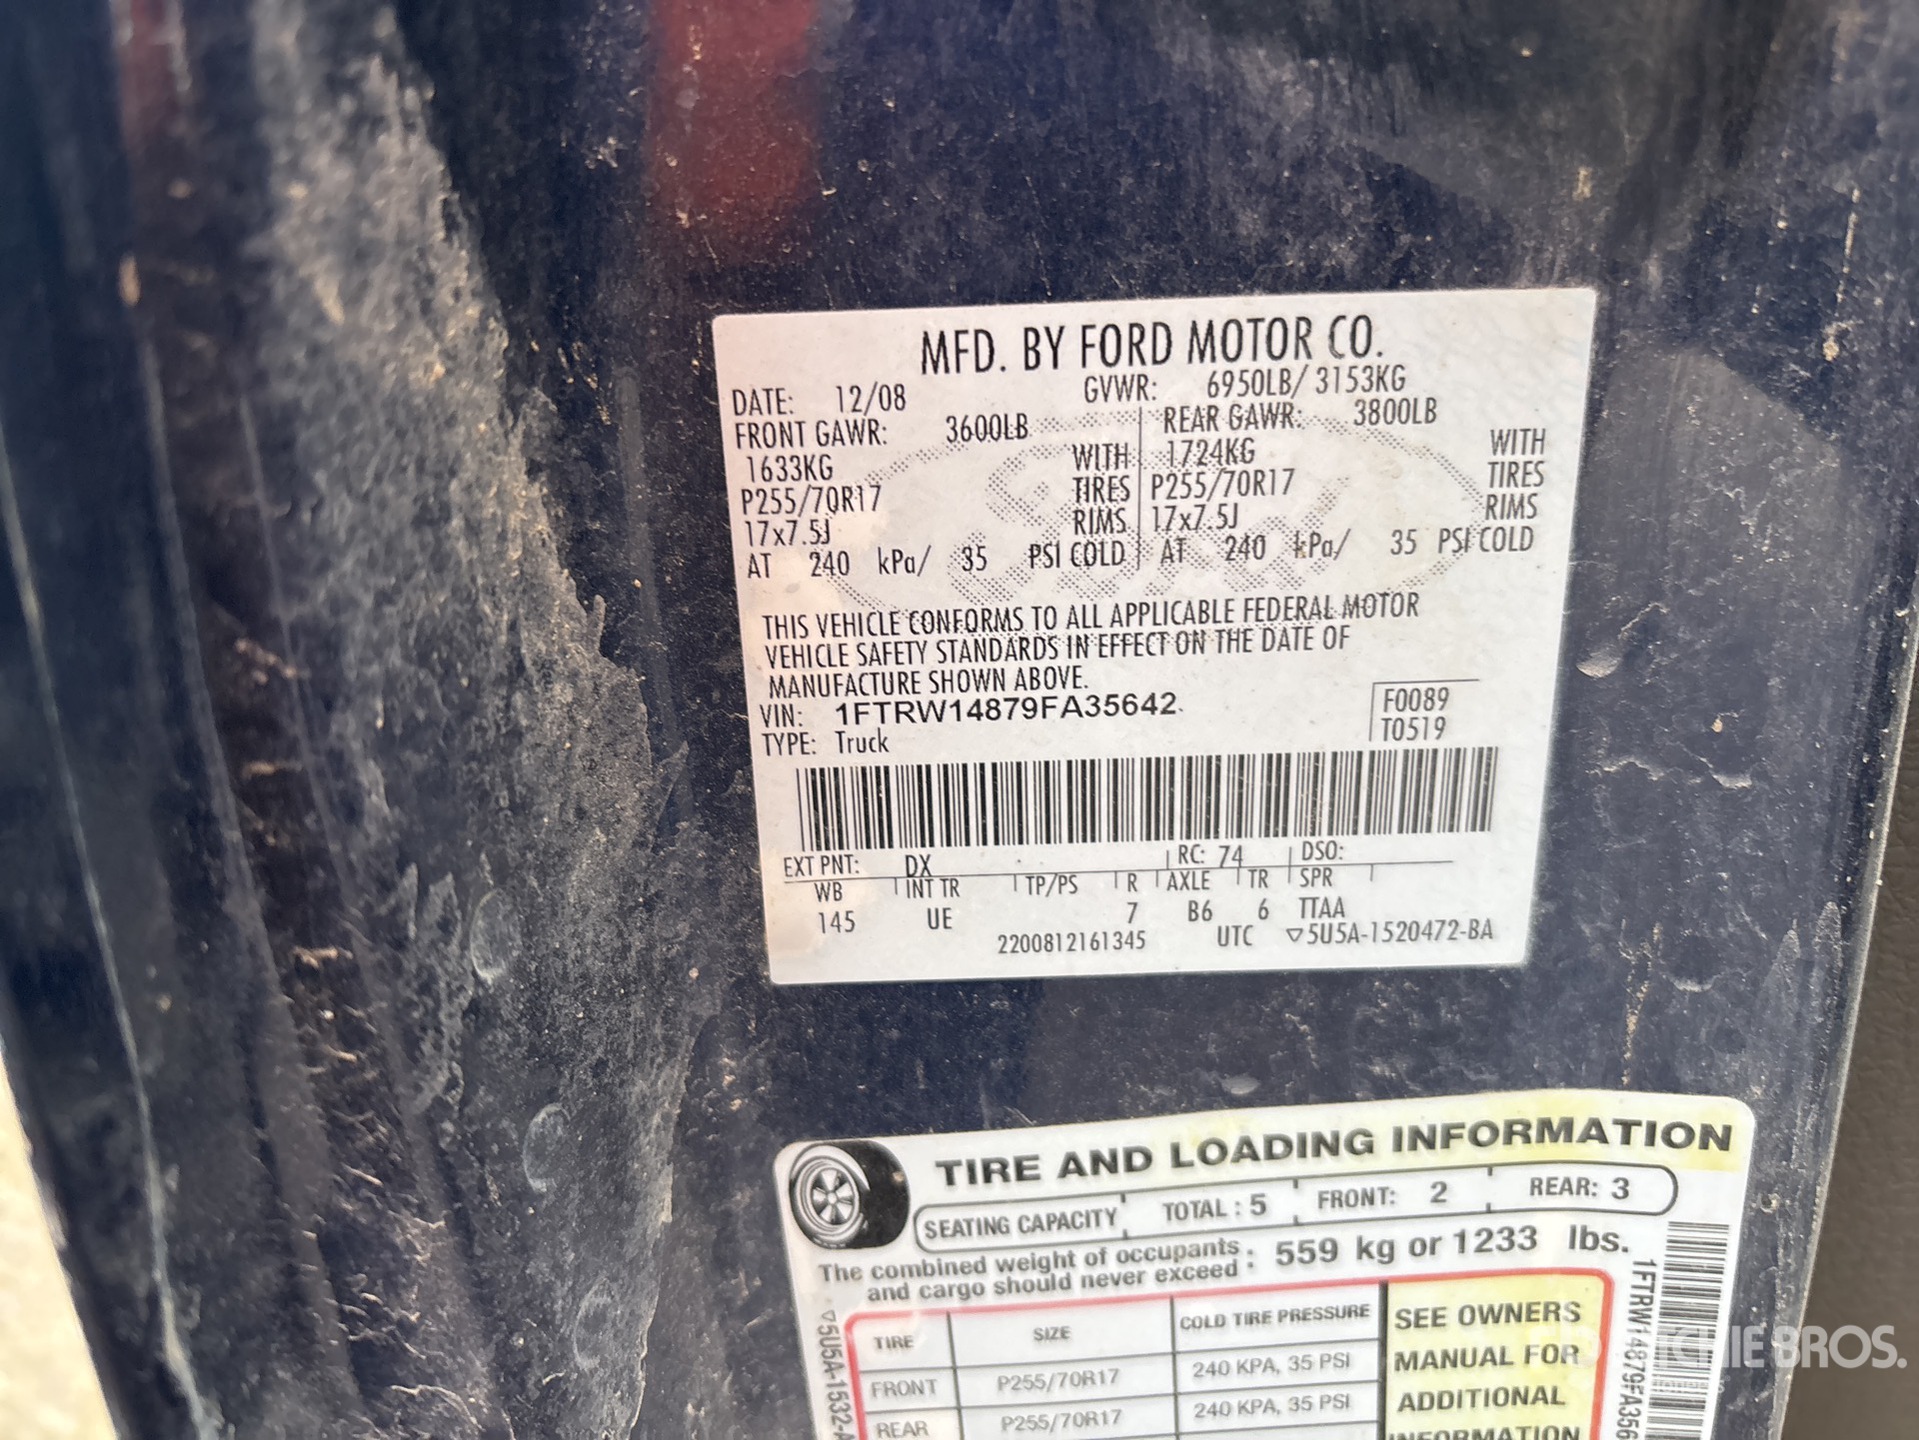 MFD. BY FORD MOTOR CO.
DATE: 12/08 GVWR: 6950LB/ 3153KG
FRONT GAWR: 3600LB REAR GAWR: 3800LB
1633KG WITH 1724KG WITH
P255/70R17 TIRES P255/70R17 TIRES
17x7.5J RIMS 17x7.5J RIMS
AT 240 kPa/ 35 PSI COLD AT 240 kPa/ 35 PSI COLD
THIS VEHICLE CONFORMS TO ALL APPLICABLE FEDERAL MOTOR
VEHICLE SAFETY STANDARDS IN EFFECT ON THE DATE OF
MANUFACTURE SHOWN ABOVE.
VIN: 1FTRW14879FA35642 F0089
TYPE: Truck T0519
EXT PNT: DX RC: 74 DSO:
WB INT TR TP/PS R AXLE TR SPR
145 UE 7 B6 6 TTAA
2200812161345 UTC ▽5U5A-1520472-BA
TIRE AND LOADING INFORMATION
SEATING CAPACITY TOTAL : 5 FRONT: 2 REAR: 3
The combined weight of occupants
and cargo should never exceed : 559 kg or 1233 lbs.
TIRE SIZE COLD TIRE PRESSURE
FRONT P255/70R17 240 KPA, 35 PSI
REAR P255/70R17 240 KPA, 35 PSI
SEE OWNERS
MANUAL FOR
ADDITIONAL
INFORMATION
▽5U5A-1532-A
1FTRW14879FA356
RITCHIE BROS.